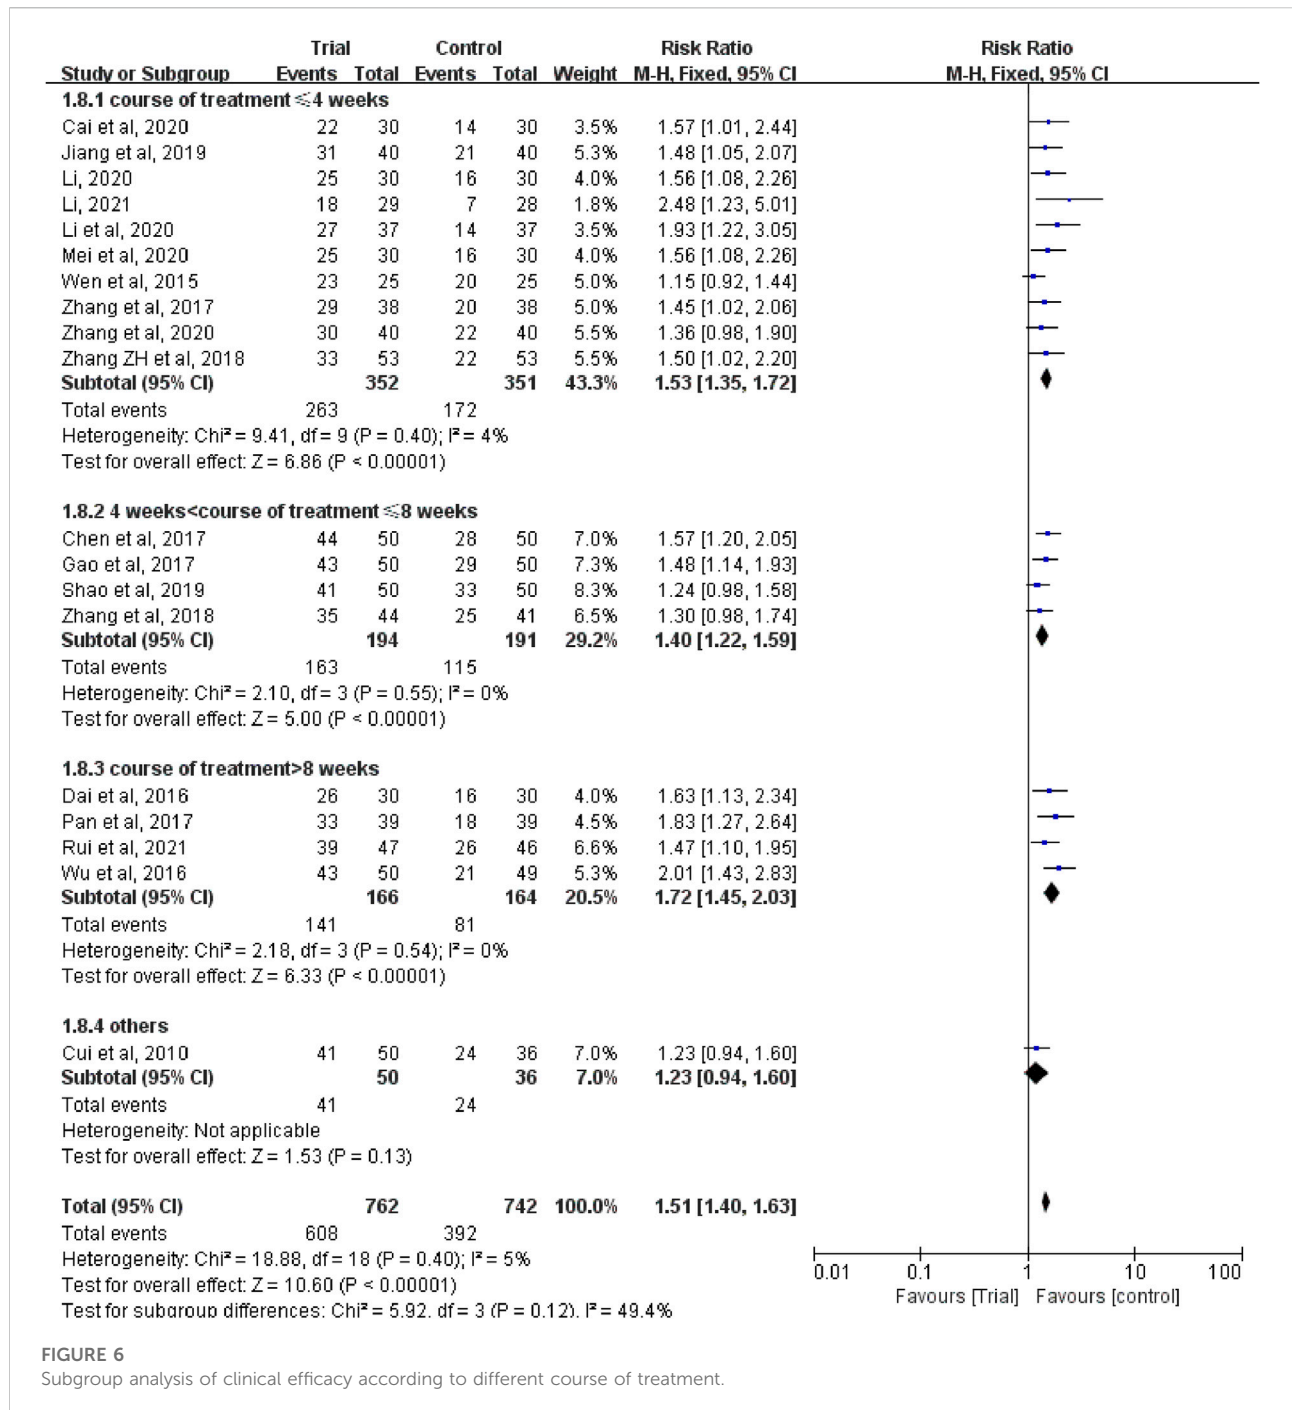 Trial Control Risk Ratio Risk Ratio
Study or Subgroup Events Total Events Total Weight M-H, Fixed, 95% CI M-H, Fixed, 95% CI
1.8.1 course of treatment ≤4 weeks
Cai et al, 2020 22 30 14 30 3.5% 1.57 [1.01, 2.44]
Jiang et al, 2019 31 40 21 40 5.3% 1.48 [1.05, 2.07]
Li, 2020 25 30 16 30 4.0% 1.56 [1.08, 2.26]
Li, 2021 18 29 7 28 1.8% 2.48 [1.23, 5.01]
Li et al, 2020 27 37 14 37 3.5% 1.93 [1.22, 3.05]
Mei et al, 2020 25 30 16 30 4.0% 1.56 [1.08, 2.26]
Wen et al, 2015 23 25 20 25 5.0% 1.15 [0.92, 1.44]
Zhang et al, 2017 29 38 20 38 5.0% 1.45 [1.02, 2.06]
Zhang et al, 2020 30 40 22 40 5.5% 1.36 [0.98, 1.90]
Zhang ZH et al, 2018 33 53 22 53 5.5% 1.50 [1.02, 2.20]
Subtotal (95% CI) 352 351 43.3% 1.53 [1.35, 1.72]
Total events 263 172
Heterogeneity: Chi² = 9.41, df = 9 (P = 0.40); I² = 4%
Test for overall effect: Z = 6.86 (P < 0.00001)
1.8.2 4 weeks<course of treatment ≤8 weeks
Chen et al, 2017 44 50 28 50 7.0% 1.57 [1.20, 2.05]
Gao et al, 2017 43 50 29 50 7.3% 1.48 [1.14, 1.93]
Shao et al, 2019 41 50 33 50 8.3% 1.24 [0.98, 1.58]
Zhang et al, 2018 35 44 25 41 6.5% 1.30 [0.98, 1.74]
Subtotal (95% CI) 194 191 29.2% 1.40 [1.22, 1.59]
Total events 163 115
Heterogeneity: Chi² = 2.10, df = 3 (P = 0.55); I² = 0%
Test for overall effect: Z = 5.00 (P < 0.00001)
1.8.3 course of treatment>8 weeks
Dai et al, 2016 26 30 16 30 4.0% 1.63 [1.13, 2.34]
Pan et al, 2017 33 39 18 39 4.5% 1.83 [1.27, 2.64]
Rui et al, 2021 39 47 26 46 6.6% 1.47 [1.10, 1.95]
Wu et al, 2016 43 50 21 49 5.3% 2.01 [1.43, 2.83]
Subtotal (95% CI) 166 164 20.5% 1.72 [1.45, 2.03]
Total events 141 81
Heterogeneity: Chi² = 2.18, df = 3 (P = 0.54); I² = 0%
Test for overall effect: Z = 6.33 (P < 0.00001)
1.8.4 others
Cui et al, 2010 41 50 24 36 7.0% 1.23 [0.94, 1.60]
Subtotal (95% CI) 50 36 7.0% 1.23 [0.94, 1.60]
Total events 41 24
Heterogeneity: Not applicable
Test for overall effect: Z = 1.53 (P = 0.13)
Total (95% CI) 762 742 100.0% 1.51 [1.40, 1.63]
Total events 608 392
Heterogeneity: Chi² = 18.88, df = 18 (P = 0.40); I² = 5%
Test for overall effect: Z = 10.60 (P < 0.00001)
Test for subgroup differences: Chi² = 5.92, df = 3 (P = 0.12), I² = 49.4%
0.01 0.1 1 10 100
Favours [Trial] Favours [control]
FIGURE 6
Subgroup analysis of clinical efficacy according to different course of treatment.